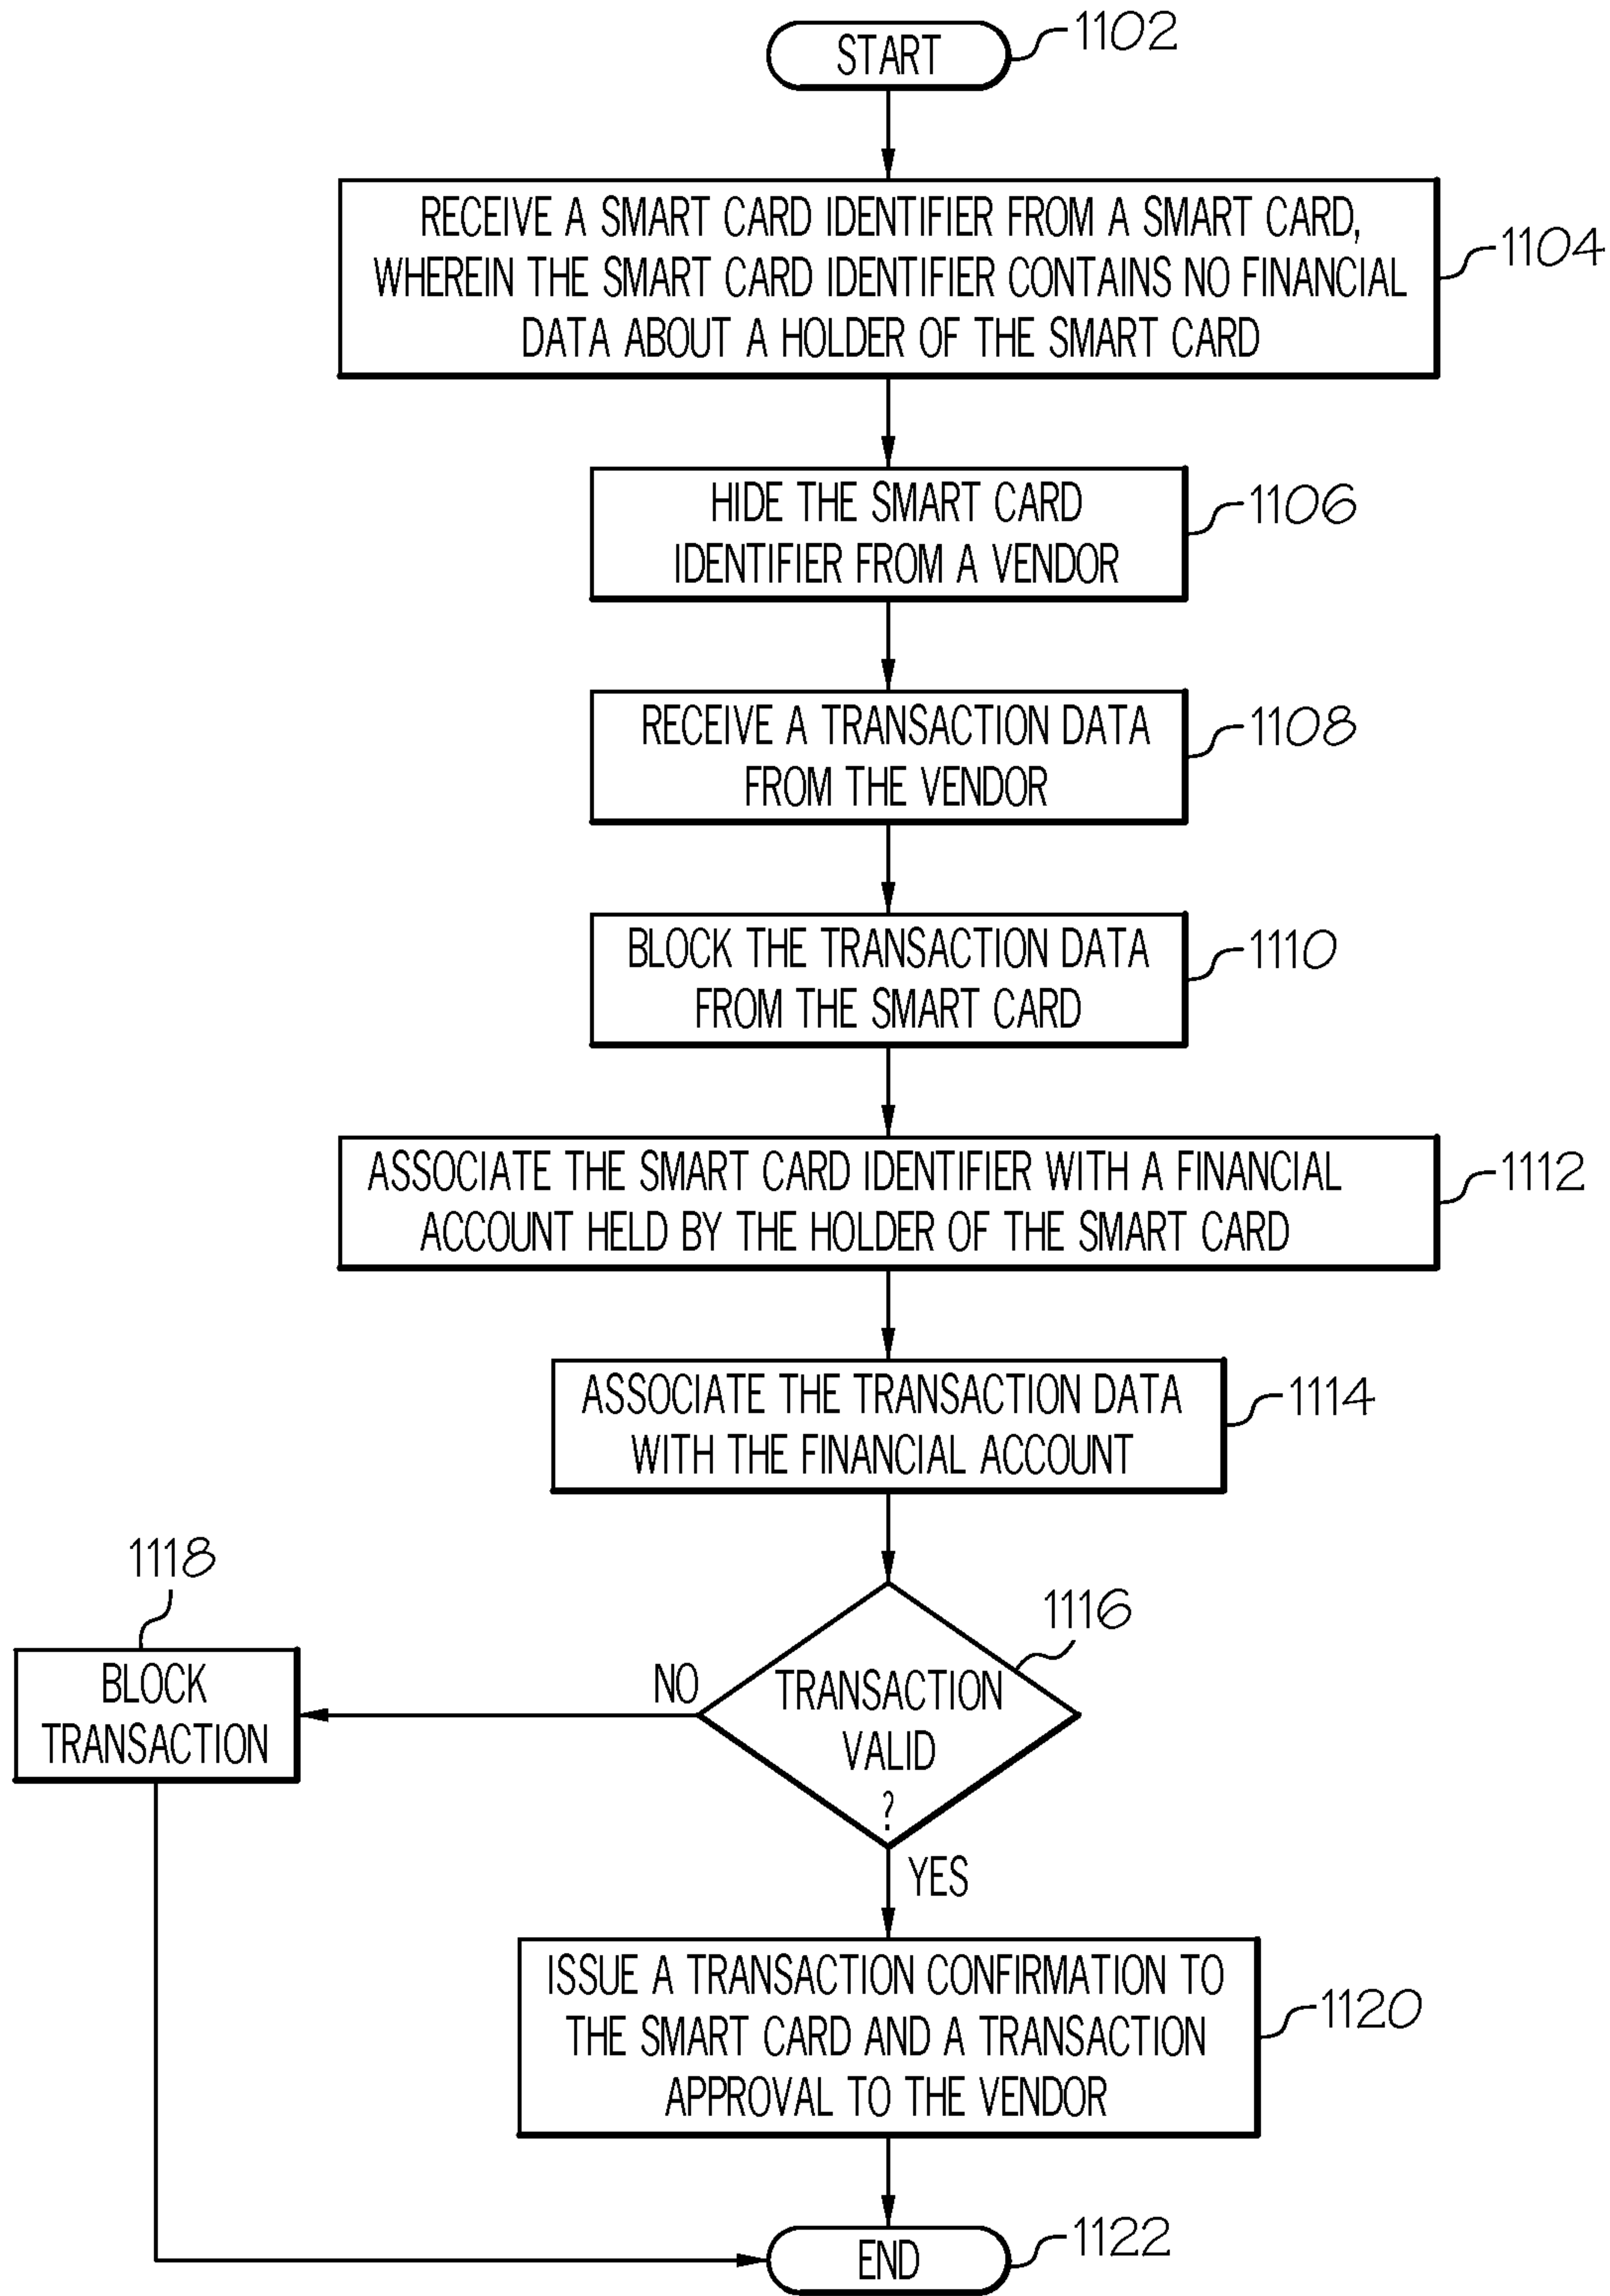 START
1102
RECEIVE A SMART CARD IDENTIFIER FROM A SMART CARD,
WHEREIN THE SMART CARD IDENTIFIER CONTAINS NO FINANCIAL
DATA ABOUT A HOLDER OF THE SMART CARD
1104
HIDE THE SMART CARD
IDENTIFIER FROM A VENDOR
1106
RECEIVE A TRANSACTION DATA
FROM THE VENDOR
1108
BLOCK THE TRANSACTION DATA
FROM THE SMART CARD
1110
ASSOCIATE THE SMART CARD IDENTIFIER WITH A FINANCIAL
ACCOUNT HELD BY THE HOLDER OF THE SMART CARD
1112
ASSOCIATE THE TRANSACTION DATA
WITH THE FINANCIAL ACCOUNT
1114
1116
TRANSACTION
VALID
?
NO
1118
BLOCK
TRANSACTION
YES
ISSUE A TRANSACTION CONFIRMATION TO
THE SMART CARD AND A TRANSACTION
APPROVAL TO THE VENDOR
1120
END
1122